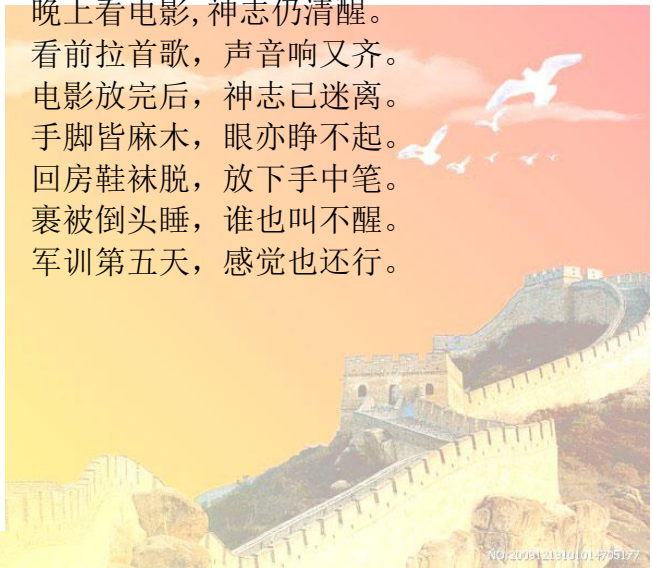 晚上看电影,神志仍清醒。
看前拉首歌，声音响又齐。
电影放完后，神志已迷离。
手脚皆麻木，眼亦睁不起。
回房鞋袜脱，放下手中笔。
裹被倒头睡，谁也叫不醒。
军训第五天，感觉也还行。